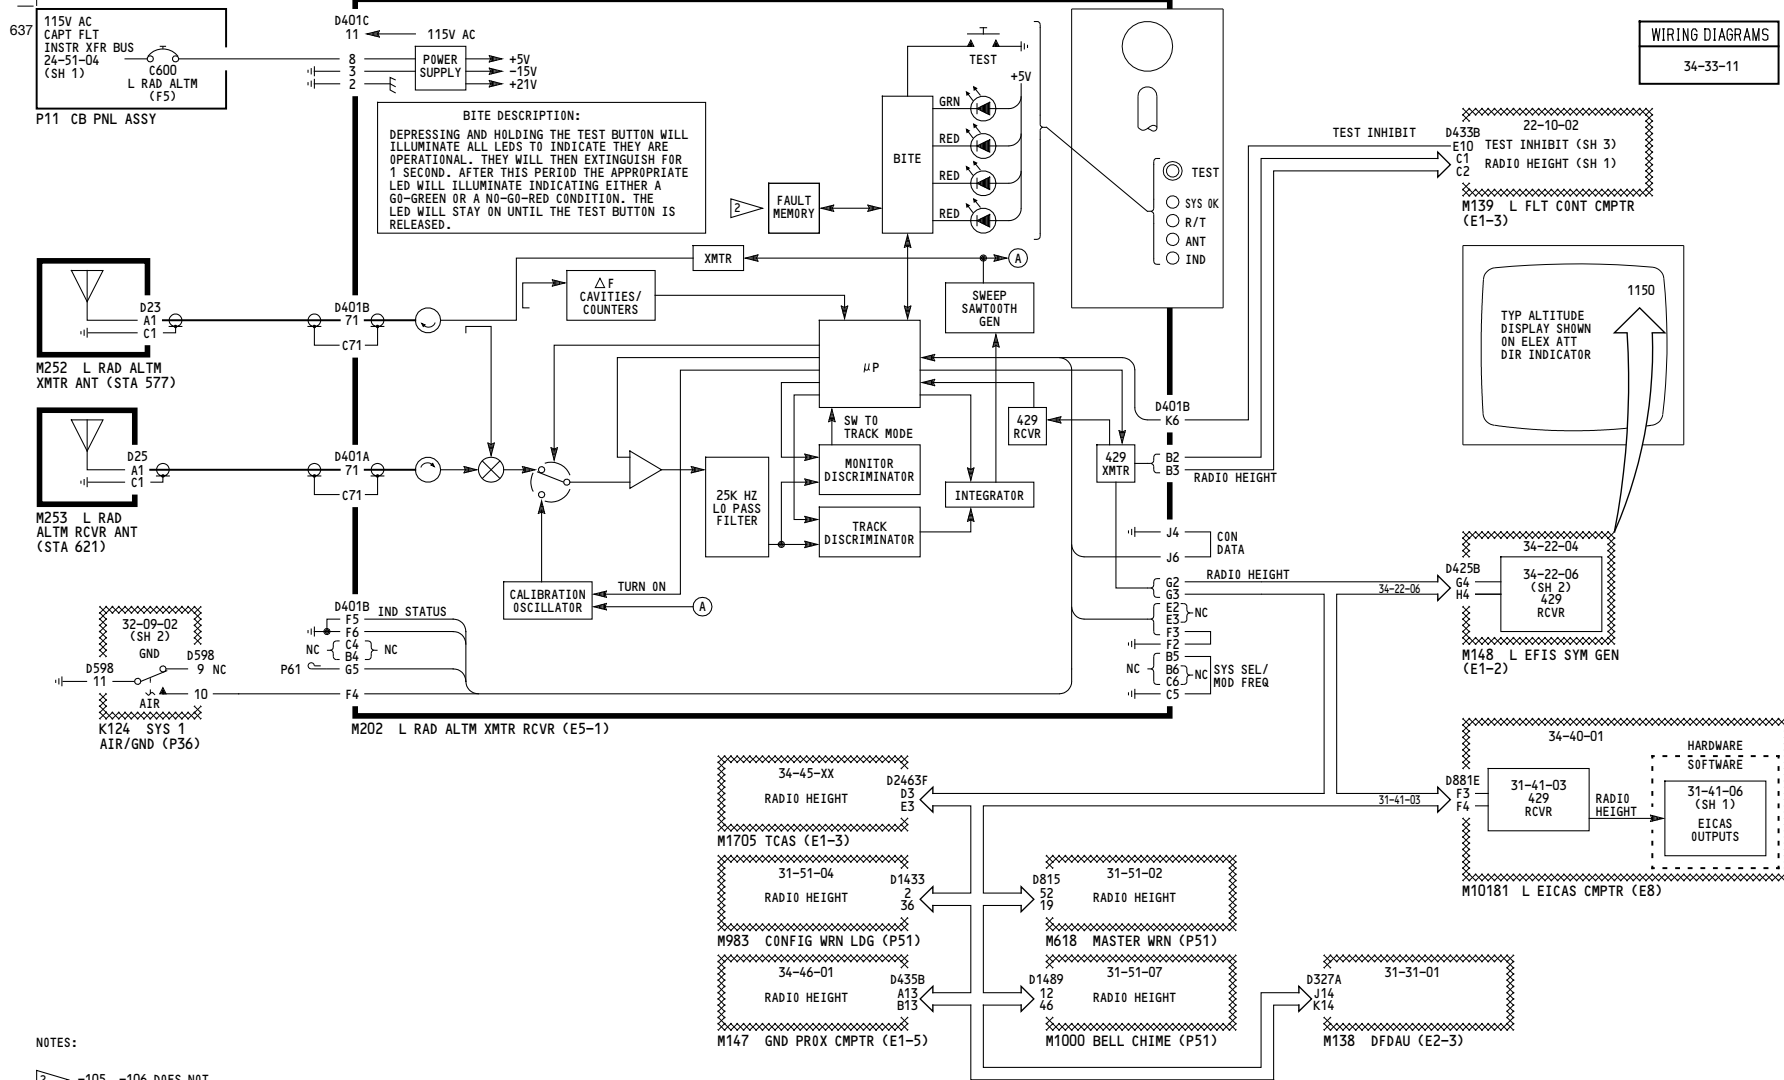 637
115V AC
CAPT FLT
INSTR XFR BUS
24-51-04
(SH 1)
C600
L RAD ALTM
(F5)
P11 CB PNL ASSY
D401C
11
115V AC
8
3
2
POWER
SUPPLY
+5V
-15V
+21V
BITE DESCRIPTION:
DEPRESSING AND HOLDING THE TEST BUTTON WILL
ILLUMINATE ALL LEDS TO INDICATE THEY ARE
OPERATIONAL. THEY WILL THEN EXTINGUISH FOR
1 SECOND. AFTER THIS PERIOD THE APPROPRIATE
LED WILL ILLUMINATE INDICATING EITHER A
GO-GREEN OR A NO-GO-RED CONDITION. THE
LED WILL STAY ON UNTIL THE TEST BUTTON IS
RELEASED.
2
FAULT
MEMORY
BITE
TEST
+5V
GRN
RED
RED
RED
TEST
SYS OK
R/T
ANT
IND
WIRING DIAGRAMS
34-33-11
TEST INHIBIT
D433B
E10
C1
C2
22-10-02
TEST INHIBIT (SH 3)
RADIO HEIGHT (SH 1)
M139 L FLT CONT CMPTR
(E1-3)
1150
TYP ALTITUDE
DISPLAY SHOWN
ON ELEX ATT
DIR INDICATOR
D23
A1
C1
M252 L RAD ALTM
XMTR ANT (STA 577)
D401B
71
C71
XMTR
A
△F
CAVITIES/
COUNTERS
SWEEP
SAWTOOTH
GEN
μP
D25
A1
C1
M253 L RAD
ALTM RCVR ANT
(STA 621)
D401A
71
C71
25K HZ
LO PASS
FILTER
SW TO
TRACK MODE
MONITOR
DISCRIMINATOR
TRACK
DISCRIMINATOR
INTEGRATOR
429
RCVR
429
XMTR
CALIBRATION
OSCILLATOR
TURN ON
A
D401B
K6
B2
B3
RADIO HEIGHT
J4
J6
CON
DATA
G2
G3
RADIO HEIGHT
E2
E3
NC
F3
F2
B5
B6
C6
C5
NC
NC
SYS SEL/
MOD FREQ
34-22-06
D425B
G4
H4
34-22-04
34-22-06
(SH 2)
429
RCVR
M148 L EFIS SYM GEN
(E1-2)
32-09-02
(SH 2)
GND
D598
11
D598
9 NC
10
AIR
K124 SYS 1
AIR/GND (P36)
D401B
F5
IND STATUS
F6
NC
C4
B4
NC
P61
G5
F4
M202 L RAD ALTM XMTR RCVR (E5-1)
34-45-XX
RADIO HEIGHT
D2463F
D3
E3
M1705 TCAS (E1-3)
31-41-03
D881E
F3
F4
34-40-01
31-41-03
429
RCVR
RADIO
HEIGHT
HARDWARE
SOFTWARE
31-41-06
(SH 1)
EICAS
OUTPUTS
M10181 L EICAS CMPTR (E8)
31-51-04
RADIO HEIGHT
D1433
2
36
M983 CONFIG WRN LDG (P51)
D815
52
19
31-51-02
RADIO HEIGHT
M618 MASTER WRN (P51)
34-46-01
RADIO HEIGHT
D435B
A13
B13
M147 GND PROX CMPTR (E1-5)
D1489
12
46
31-51-07
RADIO HEIGHT
M1000 BELL CHIME (P51)
D327A
J14
K14
31-31-01
M138 DFDAU (E2-3)
NOTES:
2 -105, -106 DOES NOT